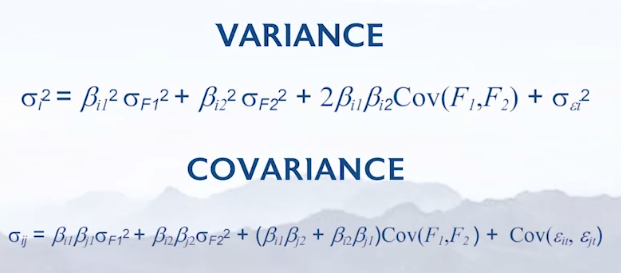 VARIANCE
σᵢ² = βᵢ₁² σF1² + βᵢ₂² σF2² + 2βᵢ₁βᵢ₂Cov(F₁,F₂) + σεi²
COVARIANCE
σᵢⱼ = βᵢ₁βⱼ₁σF1² + βᵢ₂βⱼ₂σF2² + (βᵢ₁βⱼ₂ + βᵢ₂βⱼ₁)Cov(F₁,F₂) + Cov(εᵢₜ, εⱼₜ)